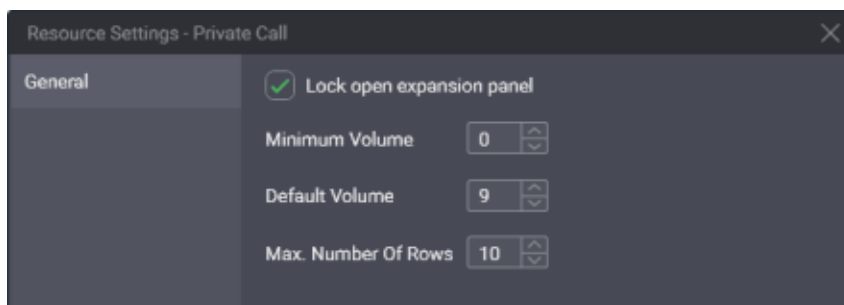 Resource Settings - Private Call
General
Lock open expansion panel
Minimum Volume 0
Default Volume 9
Max. Number Of Rows 10